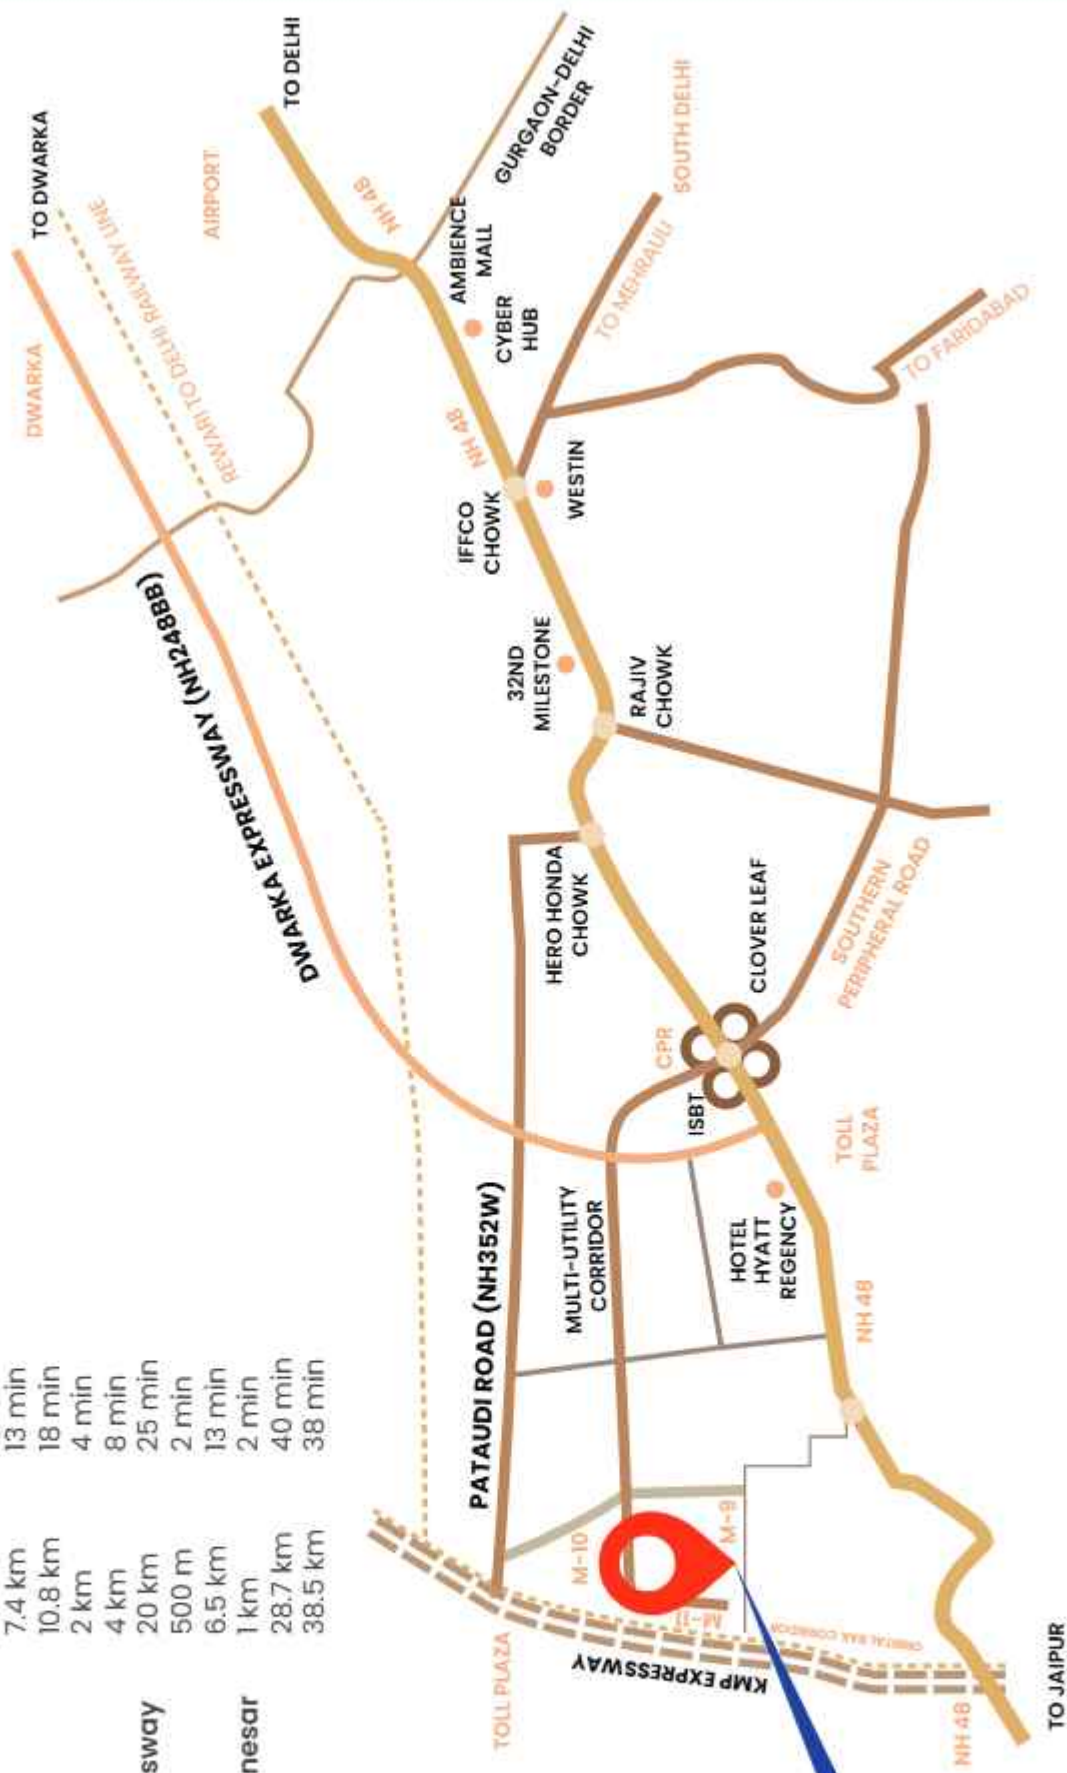 7.4 km 13 min
10.8 km 18 min
2 km 4 min
4 km 8 min
sway 20 km 25 min
500 m 2 min
6.5 km 13 min
nesar 1 km 2 min
28.7 km 40 min
38.5 km 38 min
DWARKA
TO DWARKA
REWARI TO DELHI RAILWAY LINE
AIRPORT
TO DELHI
NH 48
GURGAON-DELHI
BORDER
DWARKA EXPRESSWAY (NH248BB)
AMBIENCE
MALL
CYBER
HUB
SOUTH DELHI
TO MEHRAULI
TO FARIDABAD
NH 48
IFFCO
CHOWK
WESTIN
32ND
MILESTONE
RAJIV
CHOWK
HERO HONDA
CHOWK
CLOVER LEAF
SOUTHERN
PERIPHERAL ROAD
CPR
ISBT
TOLL
PLAZA
PATAUDI ROAD (NH352W)
MULTI-UTILITY
CORRIDOR
HOTEL
HYATT
REGENCY
NH 48
M-10
M-9
M-11
TOLL PLAZA
KMP EXPRESSWAY
ORBITAL RAIL CORRIDOR
NH 48
TO JAIPUR